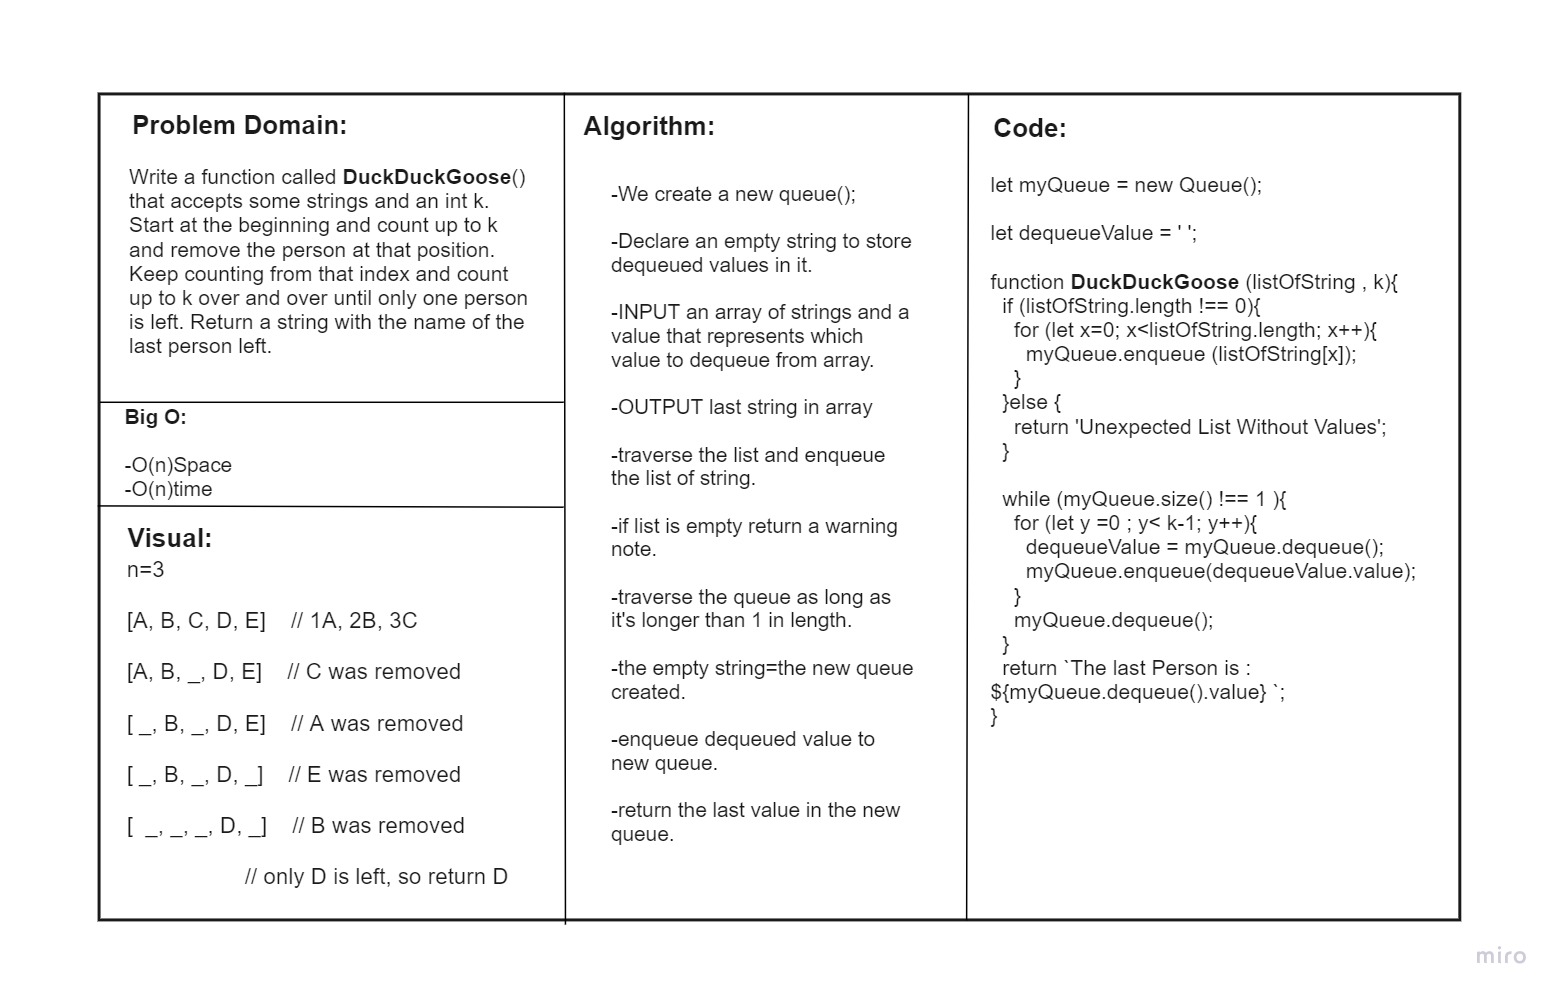 Problem Domain:
Write a function called DuckDuckGoose()
that accepts some strings and an int k.
Start at the beginning and count up to k
and remove the person at that position.
Keep counting from that index and count
up to k over and over until only one person
is left. Return a string with the name of the
last person left.
Big O:
-O(n)Space
-O(n)time
Visual:
n=3
[A, B, C, D, E] // 1A, 2B, 3C
[A, B, _, D, E] // C was removed
[ _, B, _, D, E] // A was removed
[ _, B, _, D, _] // E was removed
[ _, _, _, D, _] // B was removed
// only D is left, so return D
Algorithm:
-We create a new queue();
-Declare an empty string to store
dequeued values in it.
-INPUT an array of strings and a
value that represents which
value to dequeue from array.
-OUTPUT last string in array
-traverse the list and enqueue
the list of string.
-if list is empty return a warning
note.
-traverse the queue as long as
it's longer than 1 in length.
-the empty string=the new queue
created.
-enqueue dequeued value to
new queue.
-return the last value in the new
queue.
Code:
let myQueue = new Queue();
let dequeueValue = ' ';
function DuckDuckGoose (listOfString , k){
if (listOfString.length !== 0){
for (let x=0; x<listOfString.length; x++){
myQueue.enqueue (listOfString[x]);
}
}else {
return 'Unexpected List Without Values';
}
while (myQueue.size() !== 1 ){
for (let y =0 ; y< k-1; y++){
dequeueValue = myQueue.dequeue();
myQueue.enqueue(dequeueValue.value);
}
myQueue.dequeue();
}
return `The last Person is :
${myQueue.dequeue().value} `;
}
miro